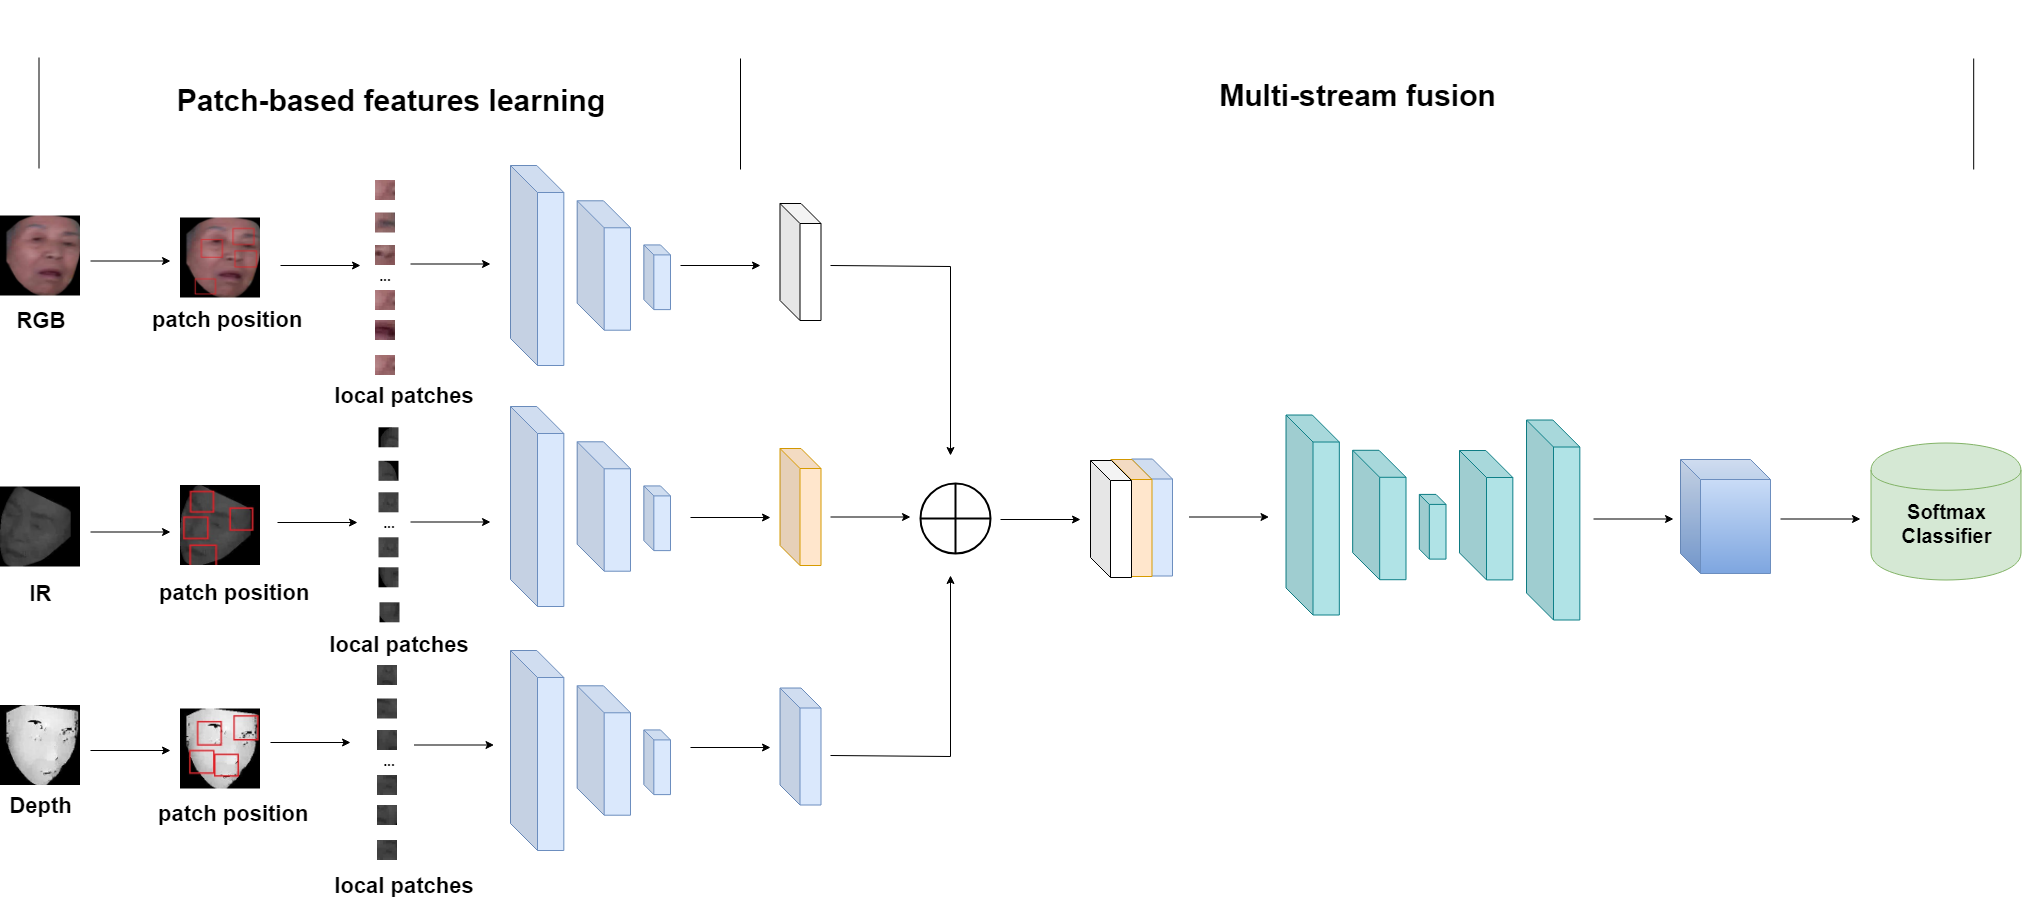 Patch-based features learning
Multi-stream fusion
RGB
patch position
...
local patches
IR
patch position
...
local patches
Depth
patch position
...
local patches
Softmax
Classifier